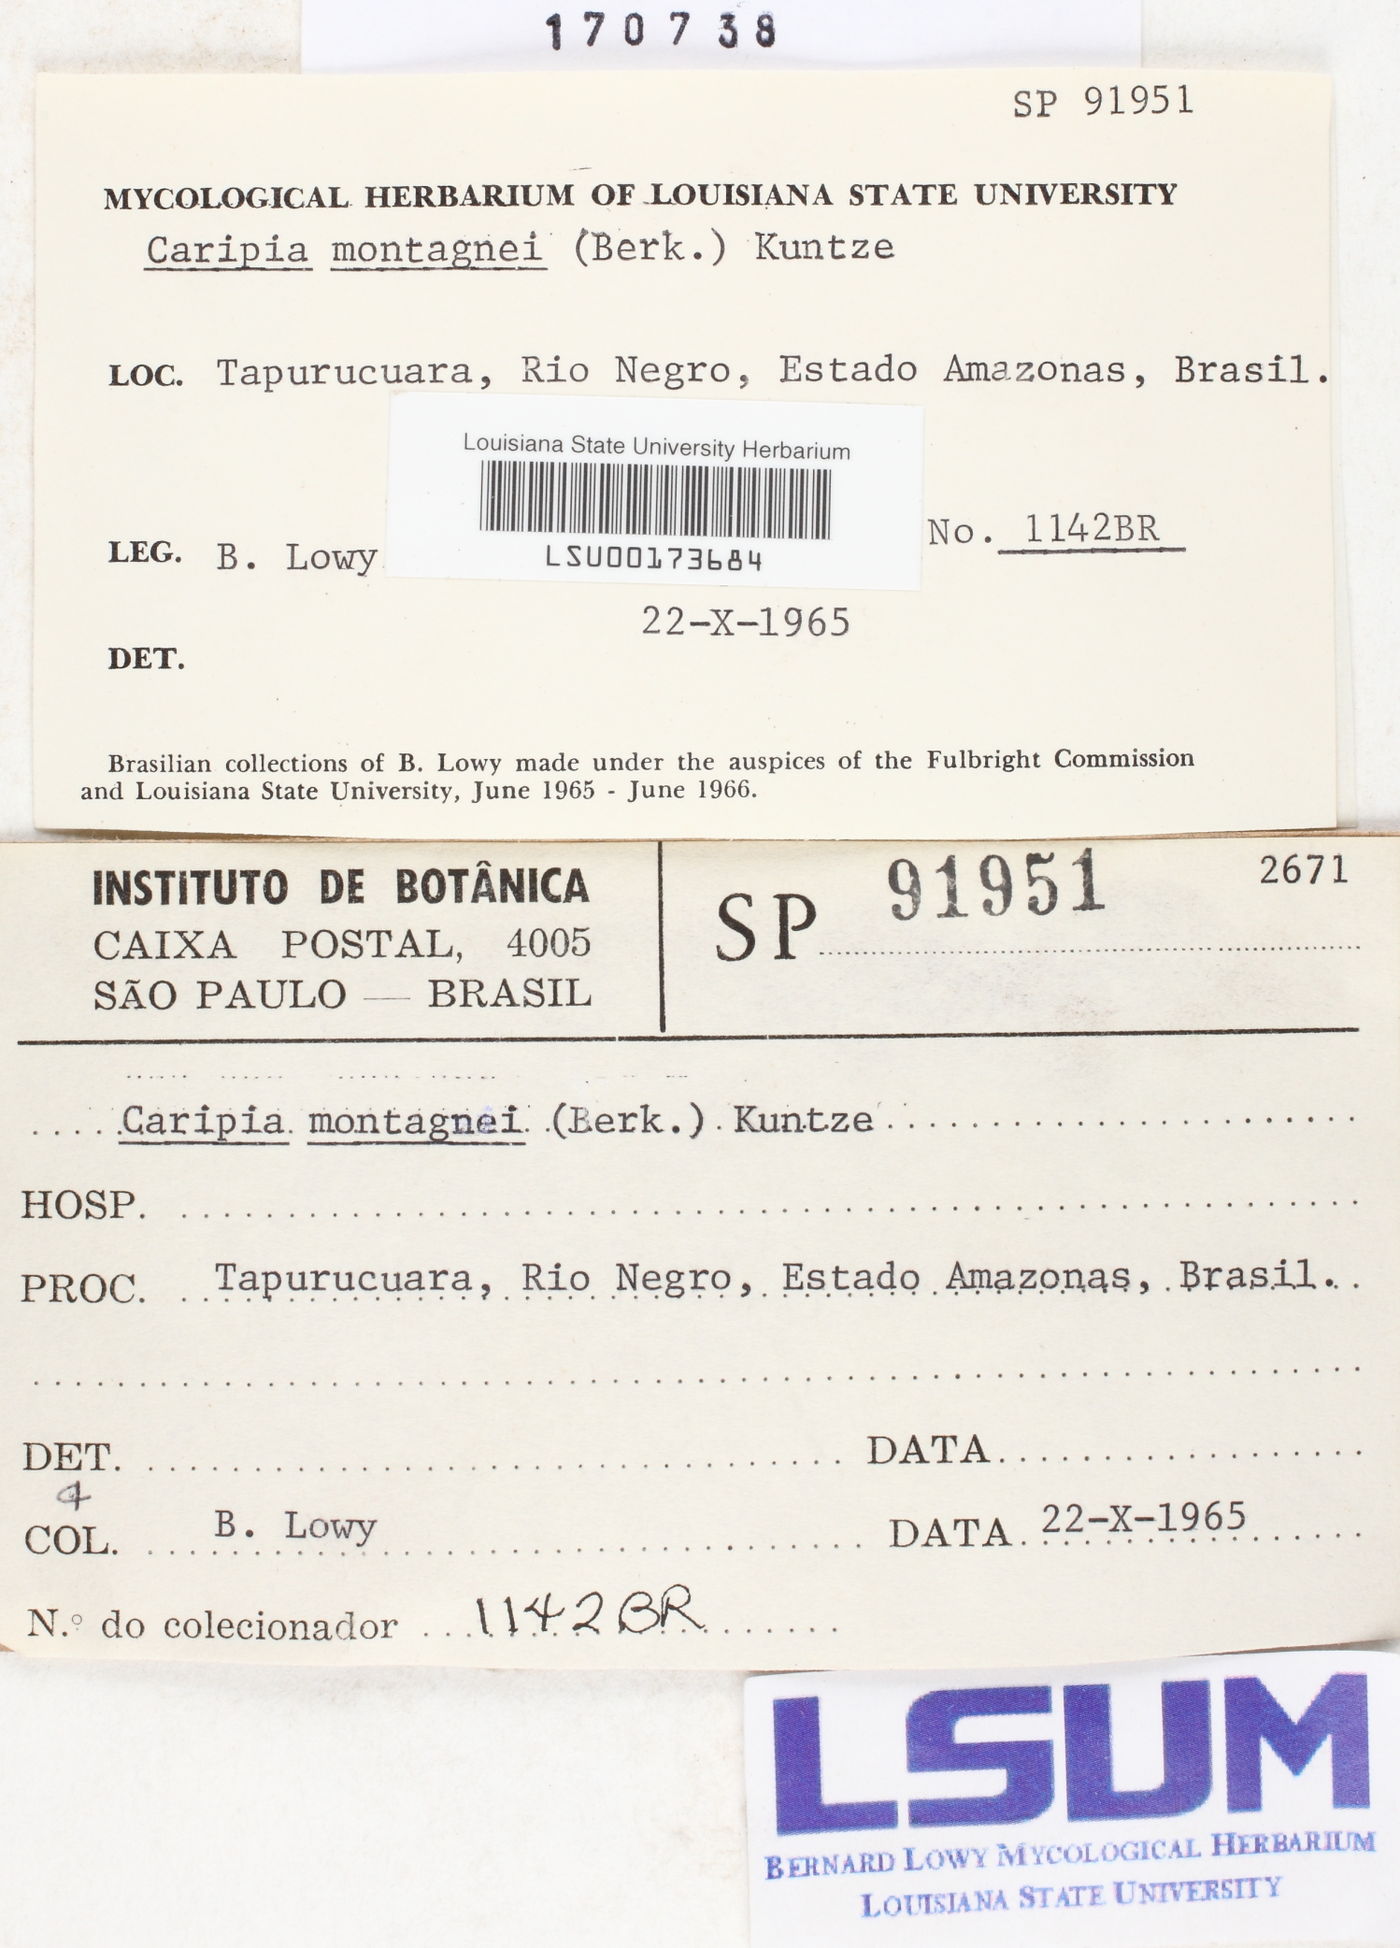 170738
SP 91951
MYCOLOGICAL HERBARIUM OF LOUISIANA STATE UNIVERSITY
Caripia montagnei (Berk.) Kuntze
LOC. Tapurucuara, Rio Negro, Estado Amazonas, Brasil.
Louisiana State University Herbarium
LSU00173684
LEG. B. Lowy No. 1142BR
22-X-1965
DET.
Brasilian collections of B. Lowy made under the auspices of the Fulbright Commission
and Louisiana State University, June 1965 - June 1966.
INSTITUTO DE BOTÂNICA
CAIXA POSTAL, 4005
SÃO PAULO — BRASIL
SP 91951 2671
Caripia montagnei (Berk.) Kuntze
HOSP.
PROC. Tapurucuara, Rio Negro, Estado Amazonas, Brasil.
DET. DATA
&
COL. B. Lowy DATA 22-X-1965
N.º do colecionador 1142BR
LSUM
BERNARD LOWY MYCOLOGICAL HERBARIUM
LOUISIANA STATE UNIVERSITY